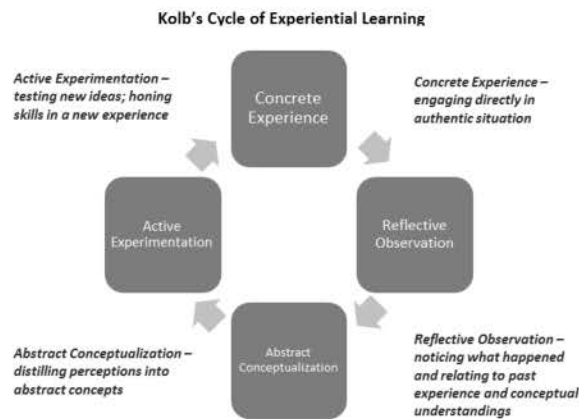 Kolb's Cycle of Experiential Learning
Active Experimentation –
testing new ideas; honing
skills in a new experience
Concrete
Experience
Concrete Experience –
engaging directly in
authentic situation
Active
Experimentation
Reflective
Observation
Abstract Conceptualization –
distilling perceptions into
abstract concepts
Abstract
Conceptualization
Reflective Observation –
noticing what happened
and relating to past
experience and conceptual
understandings